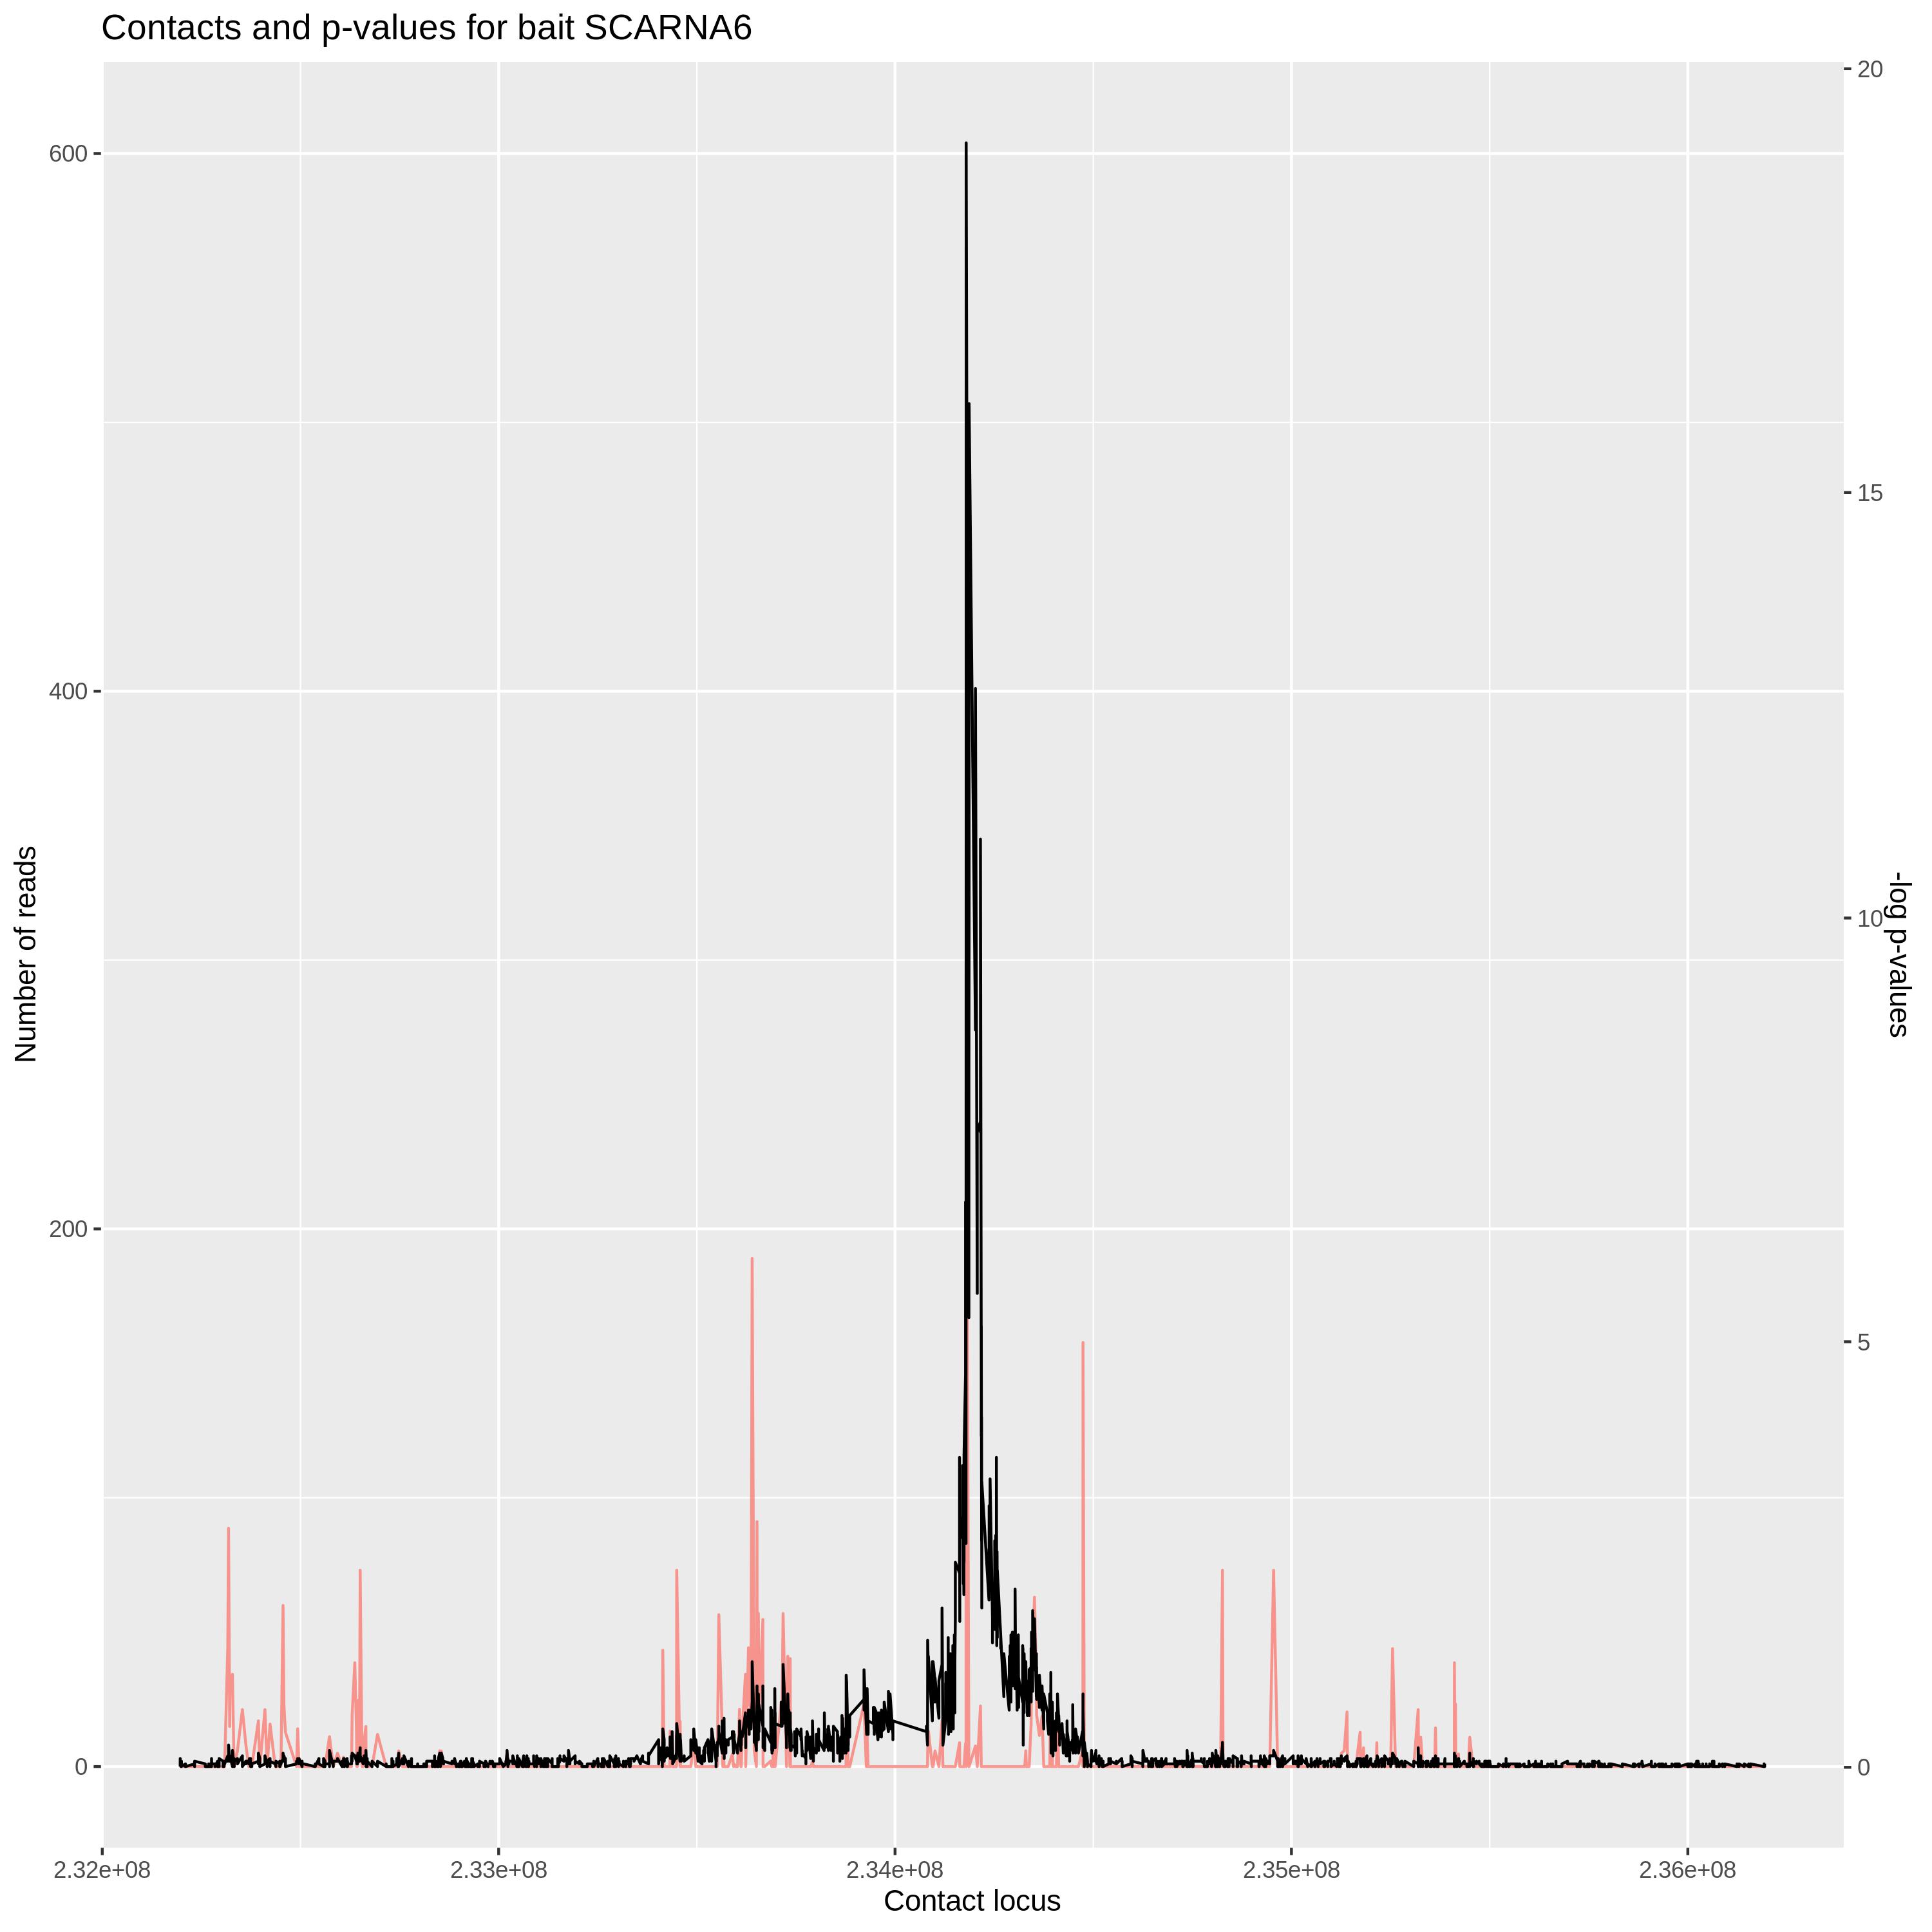 Contacts and p-values for bait SCARNA6
600
400
200
0
Number of reads
20
15
10
5
0
-log p-values
2.32e+08
2.33e+08
2.34e+08
2.35e+08
2.36e+08
Contact locus